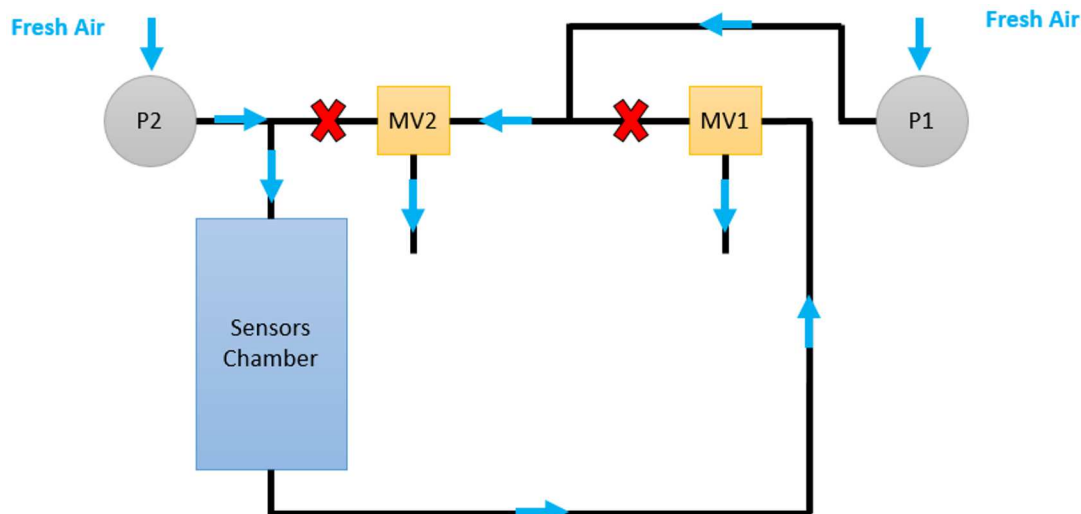 Fresh Air
Fresh Air
P2
MV2
MV1
P1
Sensors
Chamber